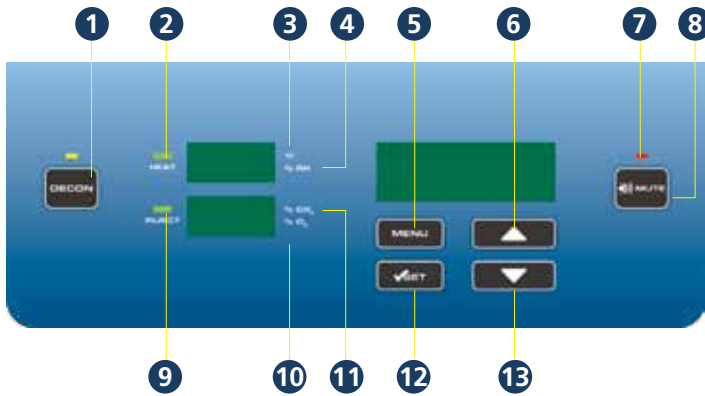 1 2 3 4 5 6 7 8
HEAT °C
% RH
DECON MUTE
INJECT % CO₂
% O₂
MENU
✓SET
9 10 11 12 13